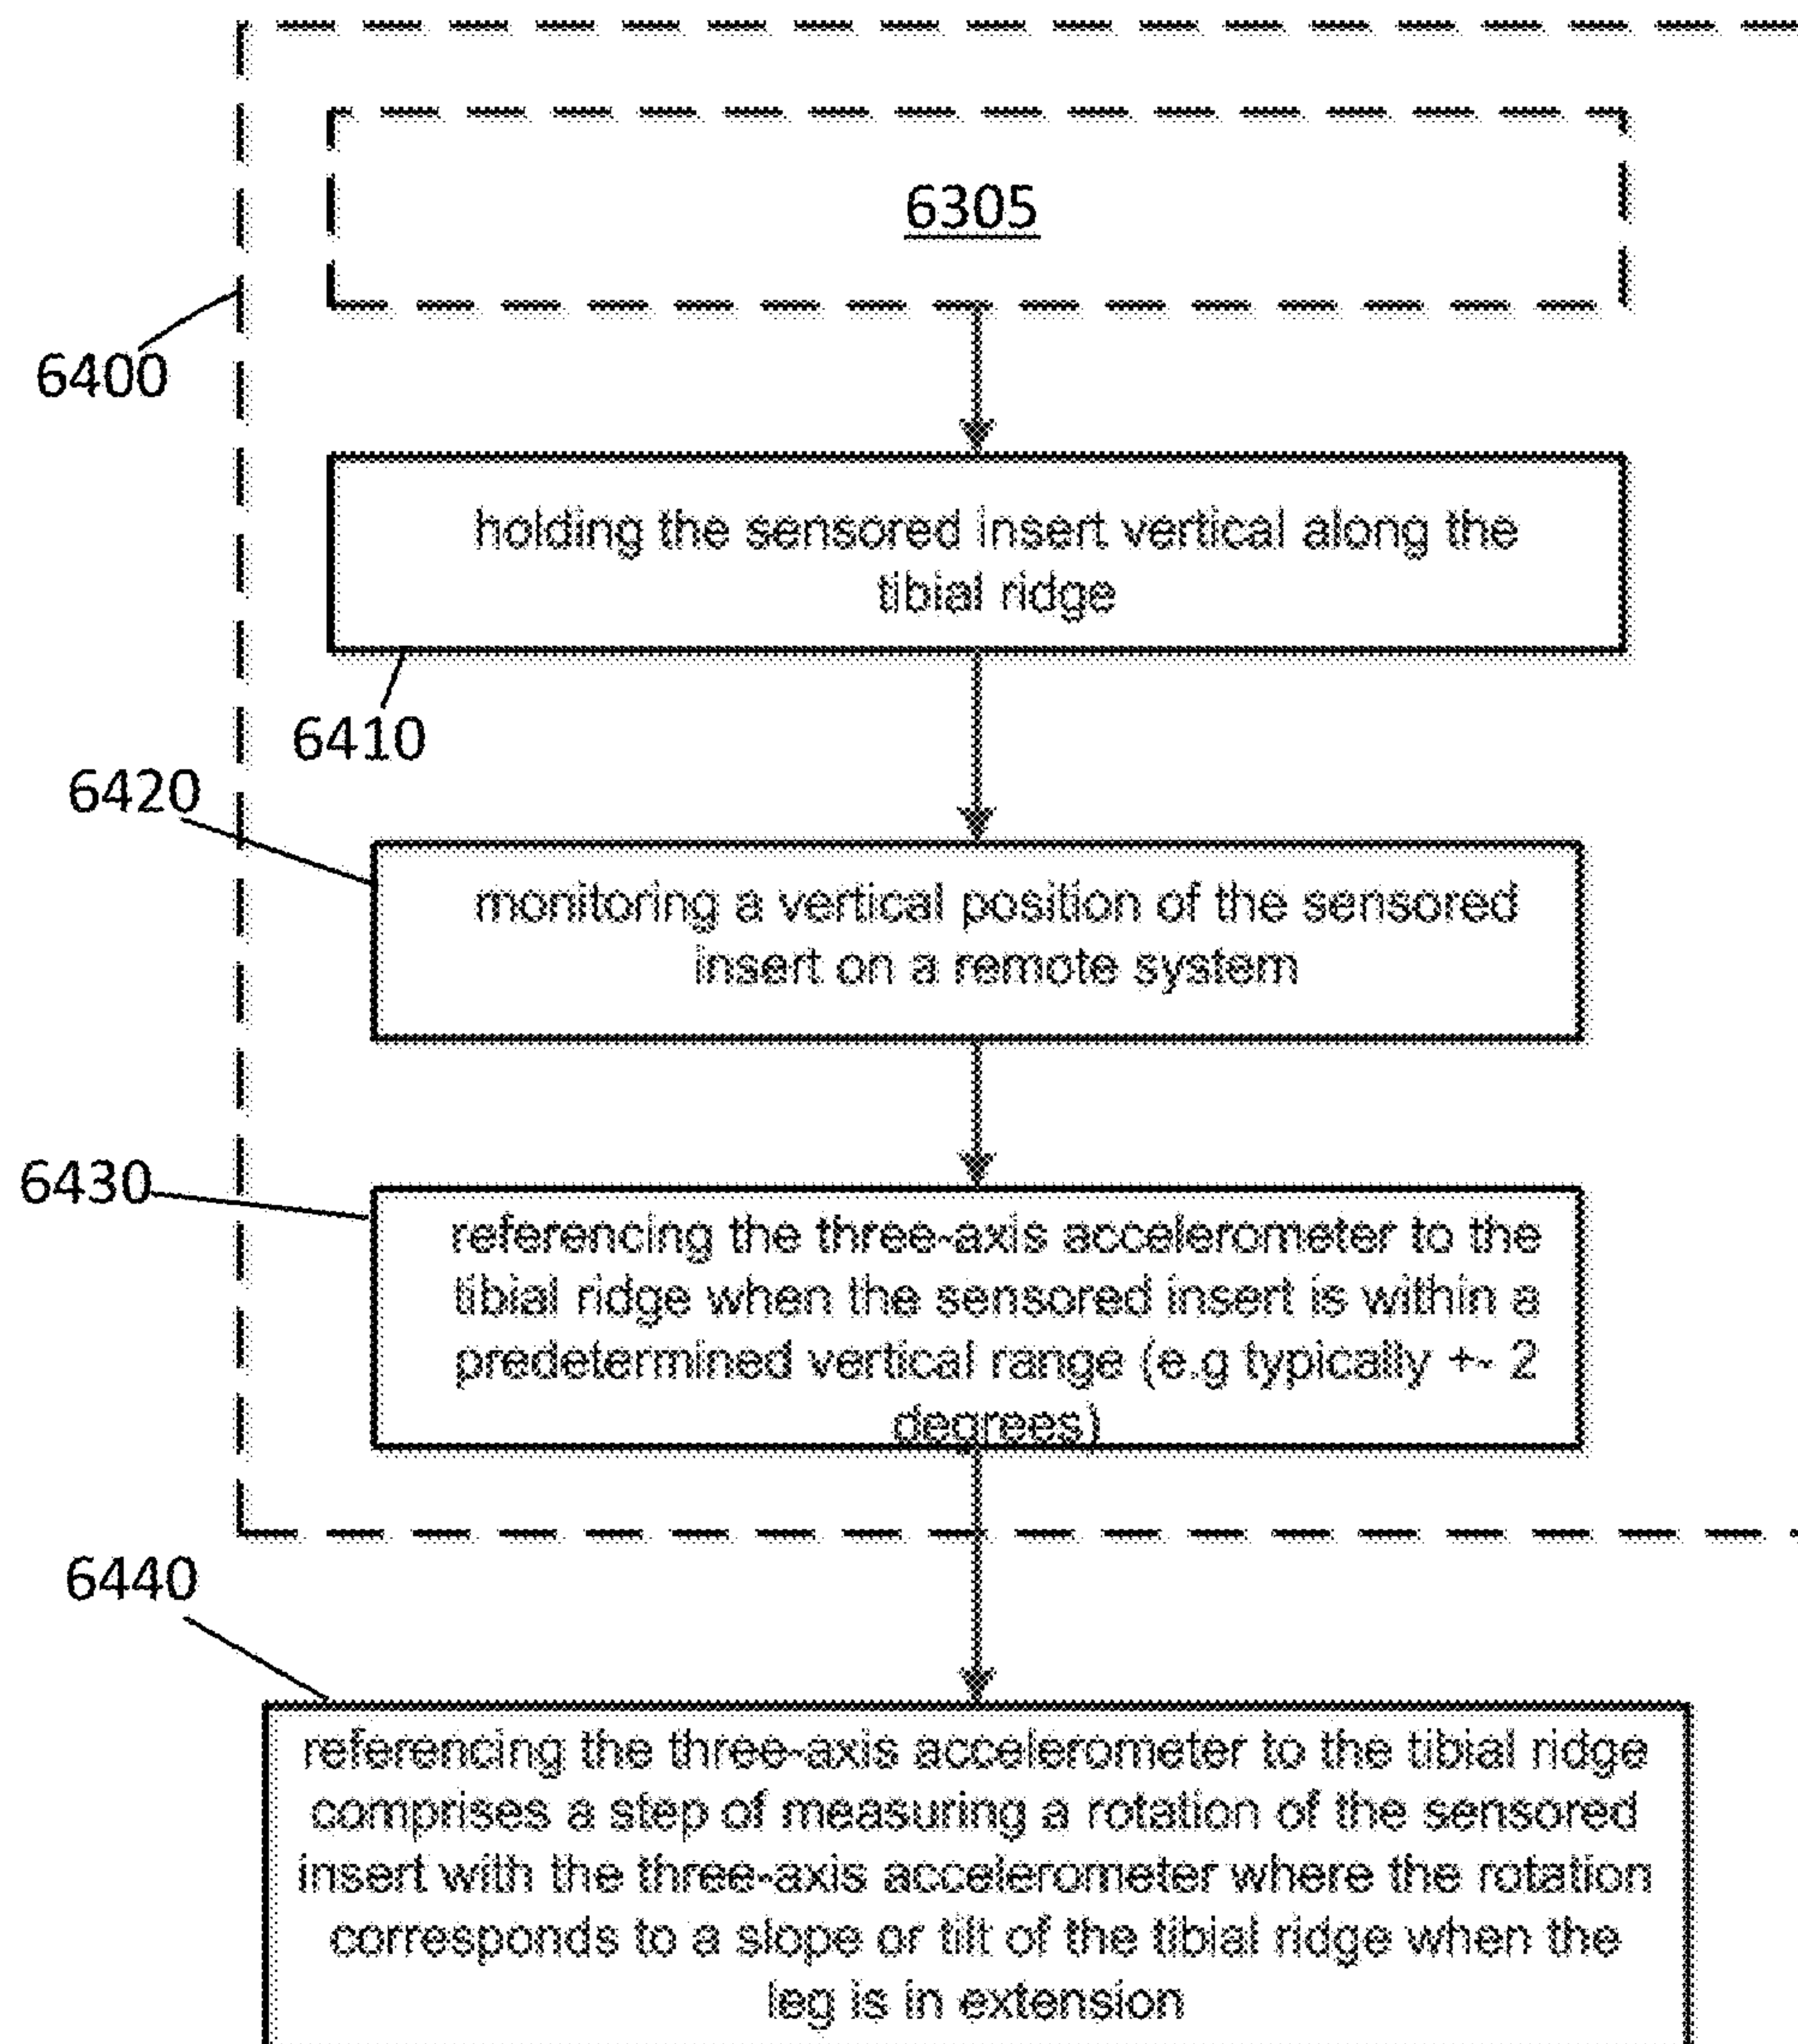 6305
6400
holding the sensored insert vertical along the
tibial ridge
6410
6420
monitoring a vertical position of the sensored
insert on a remote system
6430
referencing the three-axis accelerometer to the
tibial ridge when the sensored insert is within a
predetermined vertical range (e.g typically +- 2
degrees)
6440
referencing the three-axis accelerometer to the tibial ridge
comprises a step of measuring a rotation of the sensored
insert with the three-axis accelerometer where the rotation
corresponds to a slope or tilt of the tibial ridge when the
leg is in extension